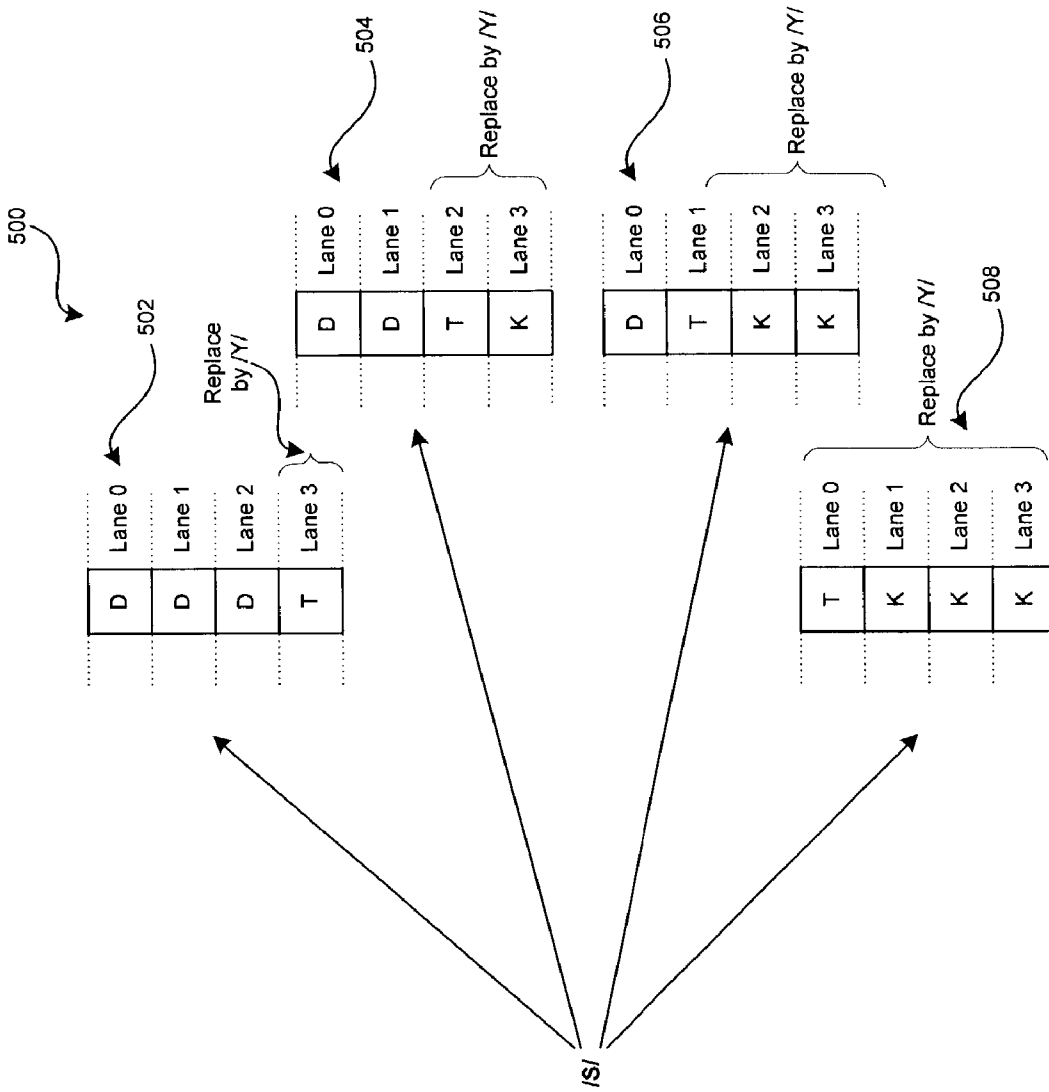 500
502
D Lane 0
D Lane 1
D Lane 2
T Lane 3
Replace
by /Y/
504
D Lane 0
D Lane 1
T Lane 2
K Lane 3
Replace by /Y/
506
D Lane 0
T Lane 1
K Lane 2
K Lane 3
Replace by /Y/
508
T Lane 0
K Lane 1
K Lane 2
K Lane 3
Replace by /Y/
/S/